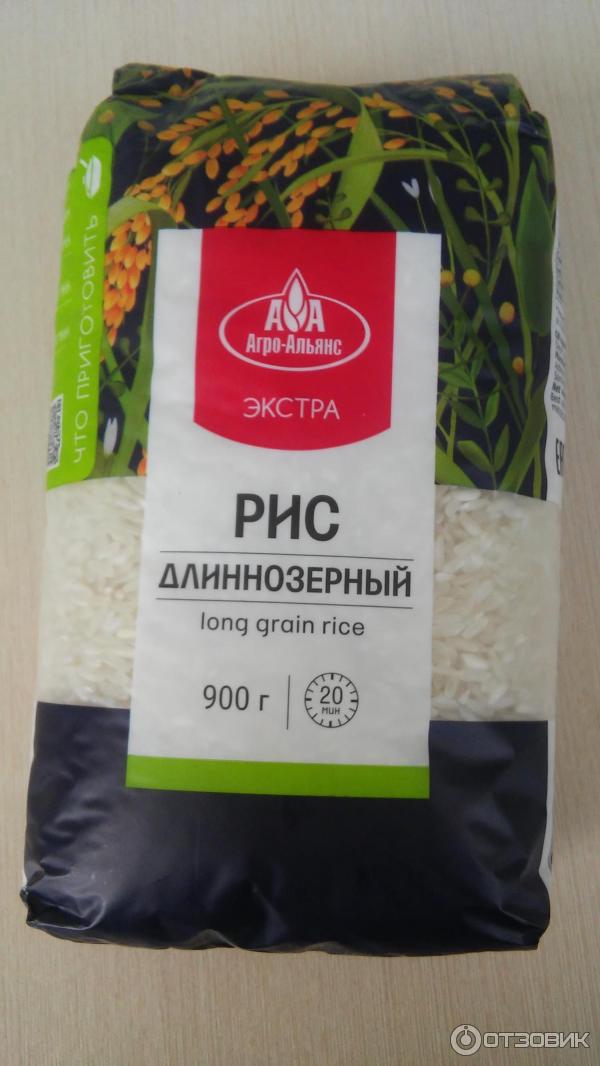 ЧТО ПРИГОТОВИТЬ
АА
Агро-Альянс
ЭКСТРА
РИС
ДЛИННОЗЕРНЫЙ
long grain rice
900 г
20
мин
ОТЗОВИК